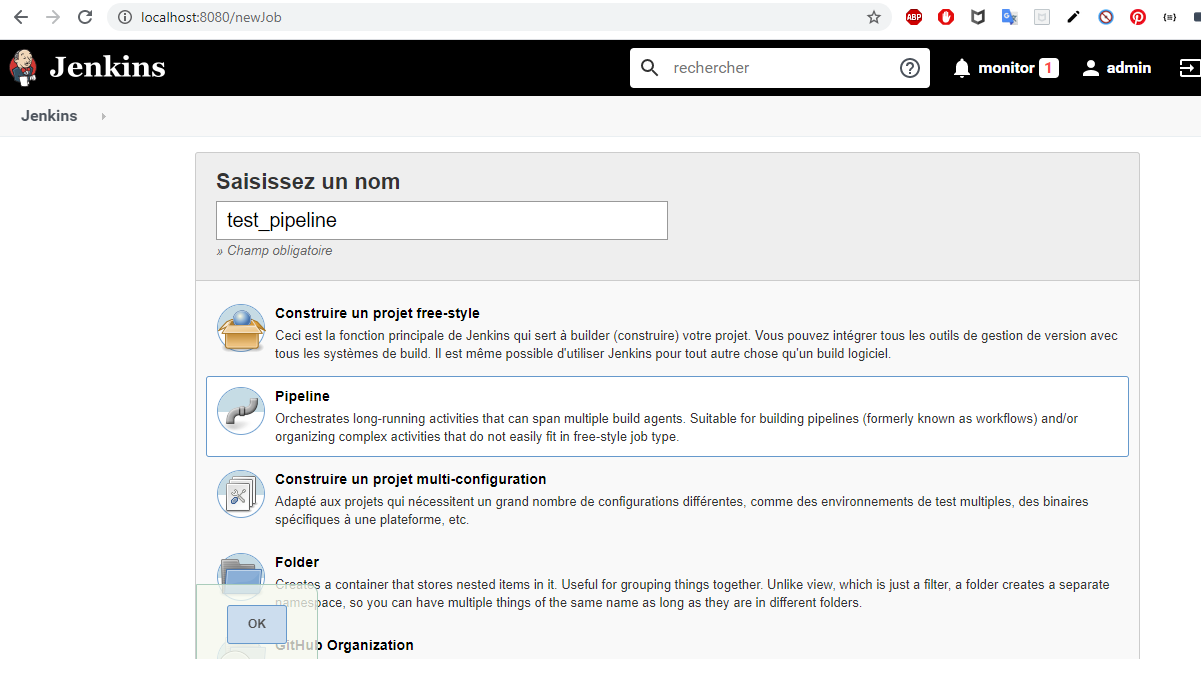 localhost:8080/newJob
ABP
Jenkins
rechercher
monitor 1
admin
Jenkins
Saisissez un nom
test_pipeline
» Champ obligatoire
Construire un projet free-style
Ceci est la fonction principale de Jenkins qui sert à builder (construire) votre projet. Vous pouvez intégrer tous les outils de gestion de version avec
tous les systèmes de build. Il est même possible d'utiliser Jenkins pour tout autre chose qu'un build logiciel.
Pipeline
Orchestrates long-running activities that can span multiple build agents. Suitable for building pipelines (formerly known as workflows) and/or
organizing complex activities that do not easily fit in free-style job type.
Construire un projet multi-configuration
Adapté aux projets qui nécessitent un grand nombre de configurations différentes, comme des environnements de test multiples, des binaires
spécifiques à une plateforme, etc.
Folder
Creates a container that stores nested items in it. Useful for grouping things together. Unlike view, which is just a filter, a folder creates a separate
namespace, so you can have multiple things of the same name as long as they are in different folders.
OK
GitHub Organization